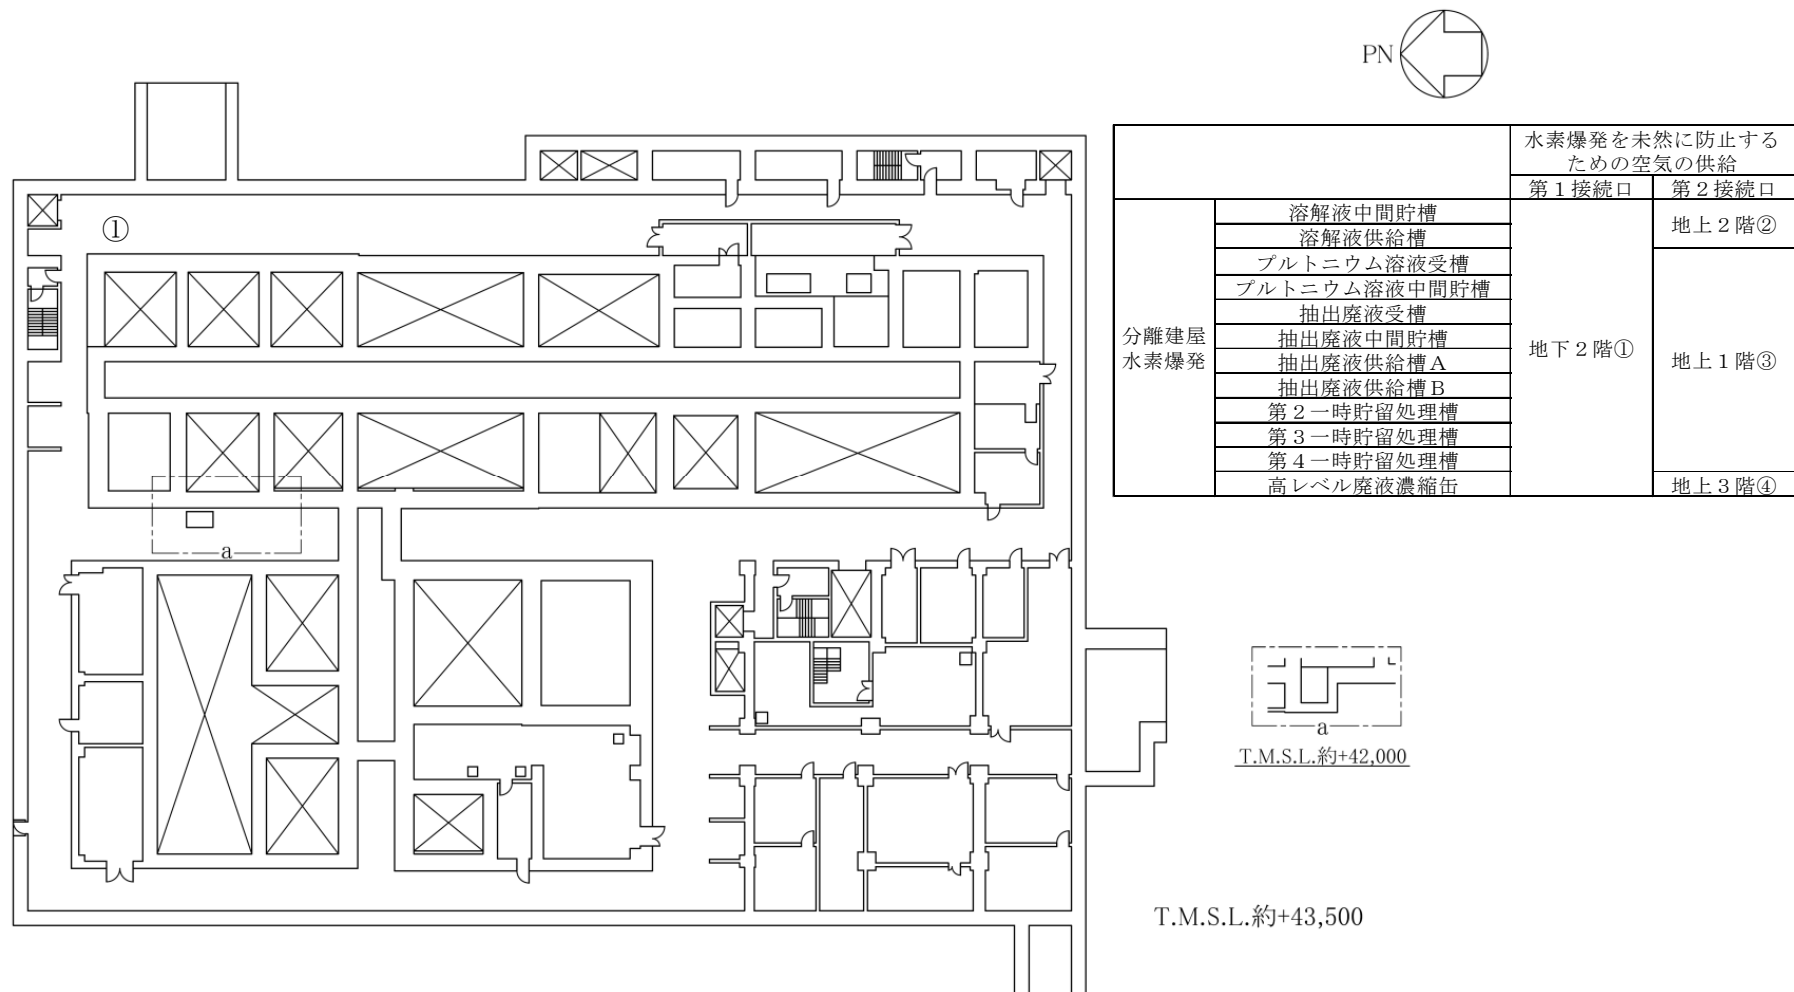 PN
水素爆発を未然に防止する
ための空気の供給
第1接続口 第2接続口
分離建屋
水素爆発
溶解液中間貯槽
溶解液供給槽
プルトニウム溶液受槽
プルトニウム溶液中間貯槽
抽出廃液受槽
抽出廃液中間貯槽
抽出廃液供給槽A
抽出廃液供給槽B
第2一時貯留処理槽
第3一時貯留処理槽
第4一時貯留処理槽
高レベル廃液濃縮缶
地下2階①
地上2階②
地上1階③
地上3階④
①
a
a
T.M.S.L.約+42,000
T.M.S.L.約+43,500